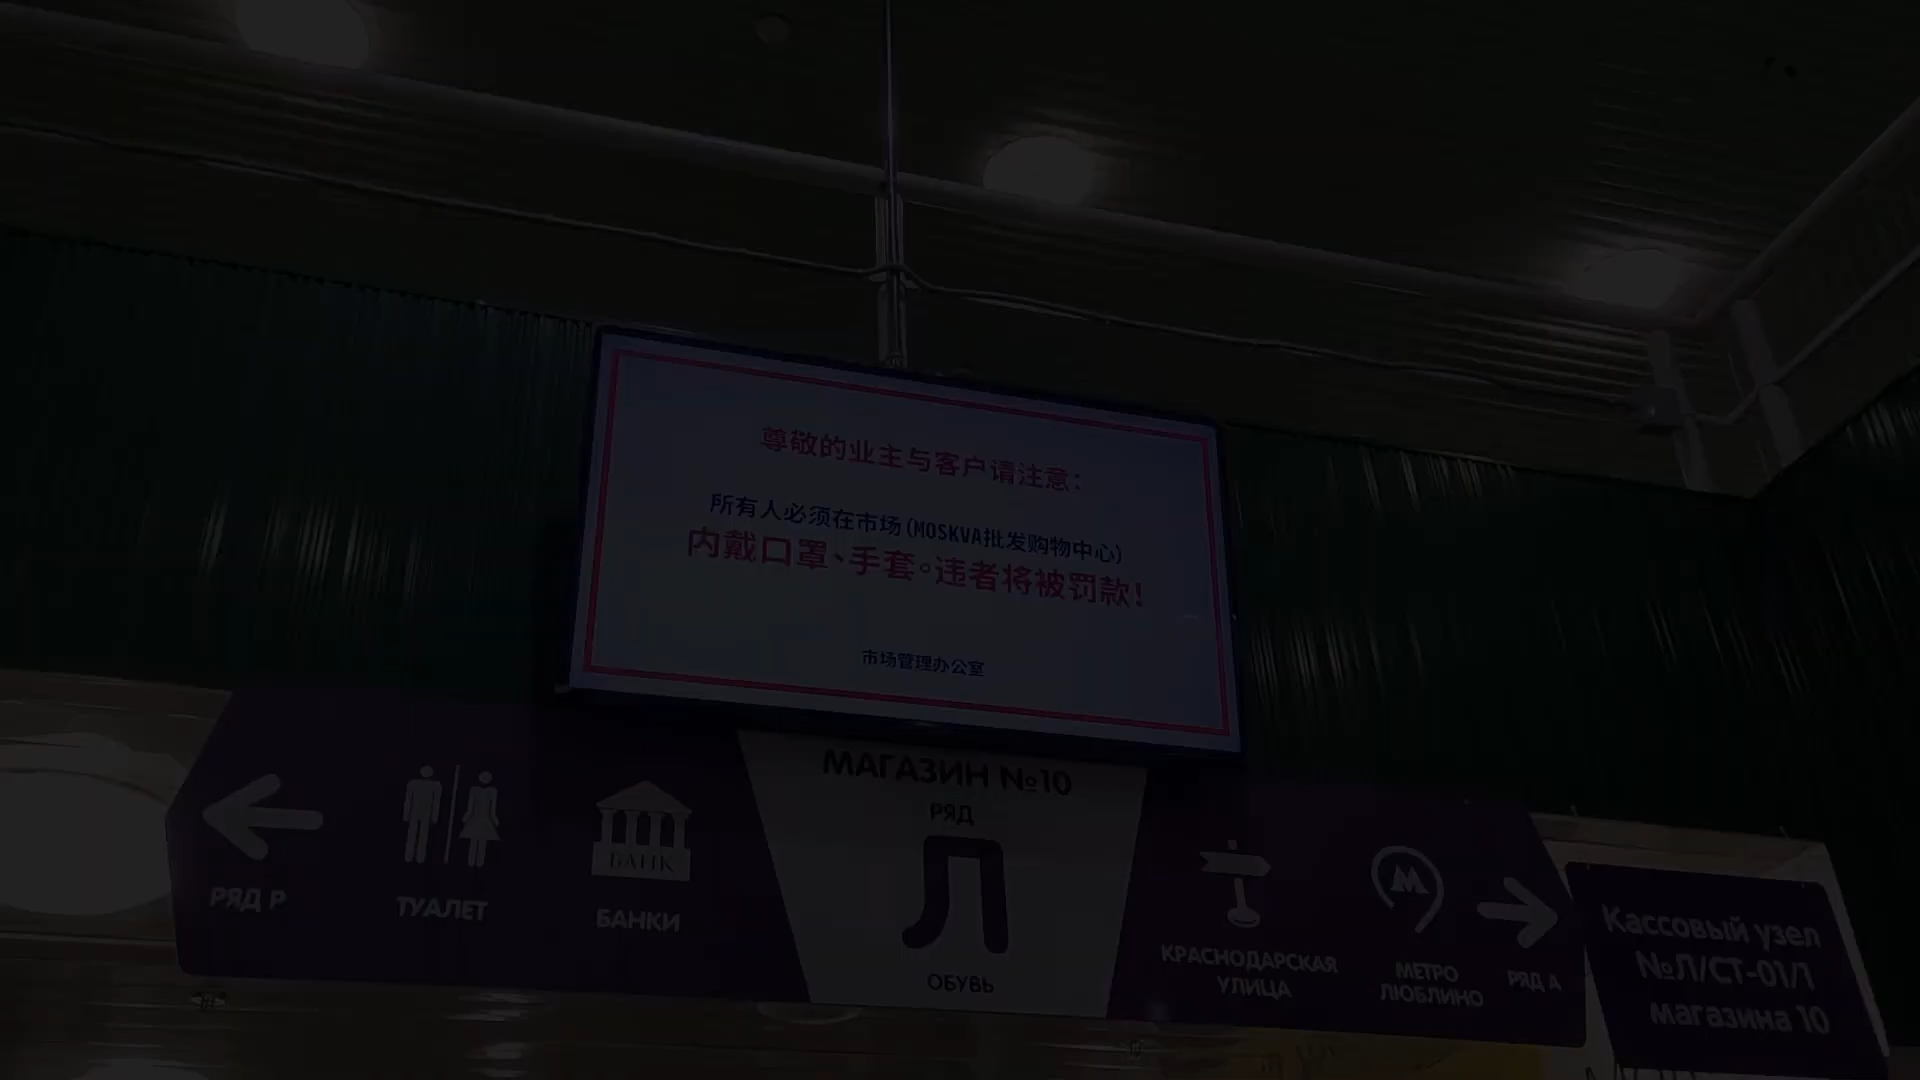 尊敬的业主与客户请注意：
所有人必须在市场(MOSKVA批发购物中心)
内戴口罩、手套。违者将被罚款！
市场管理办公室
МАГАЗИН №10
РЯД
Л
ОБУВЬ
РЯД Р
ТУАЛЕТ
БАНК
БАНКИ
КРАСНОДАРСКАЯ
УЛИЦА
М
МЕТРО
ЛЮБЛИНО
РЯД А
Кассовый узел
№Л/СТ-01/1
магазина 10